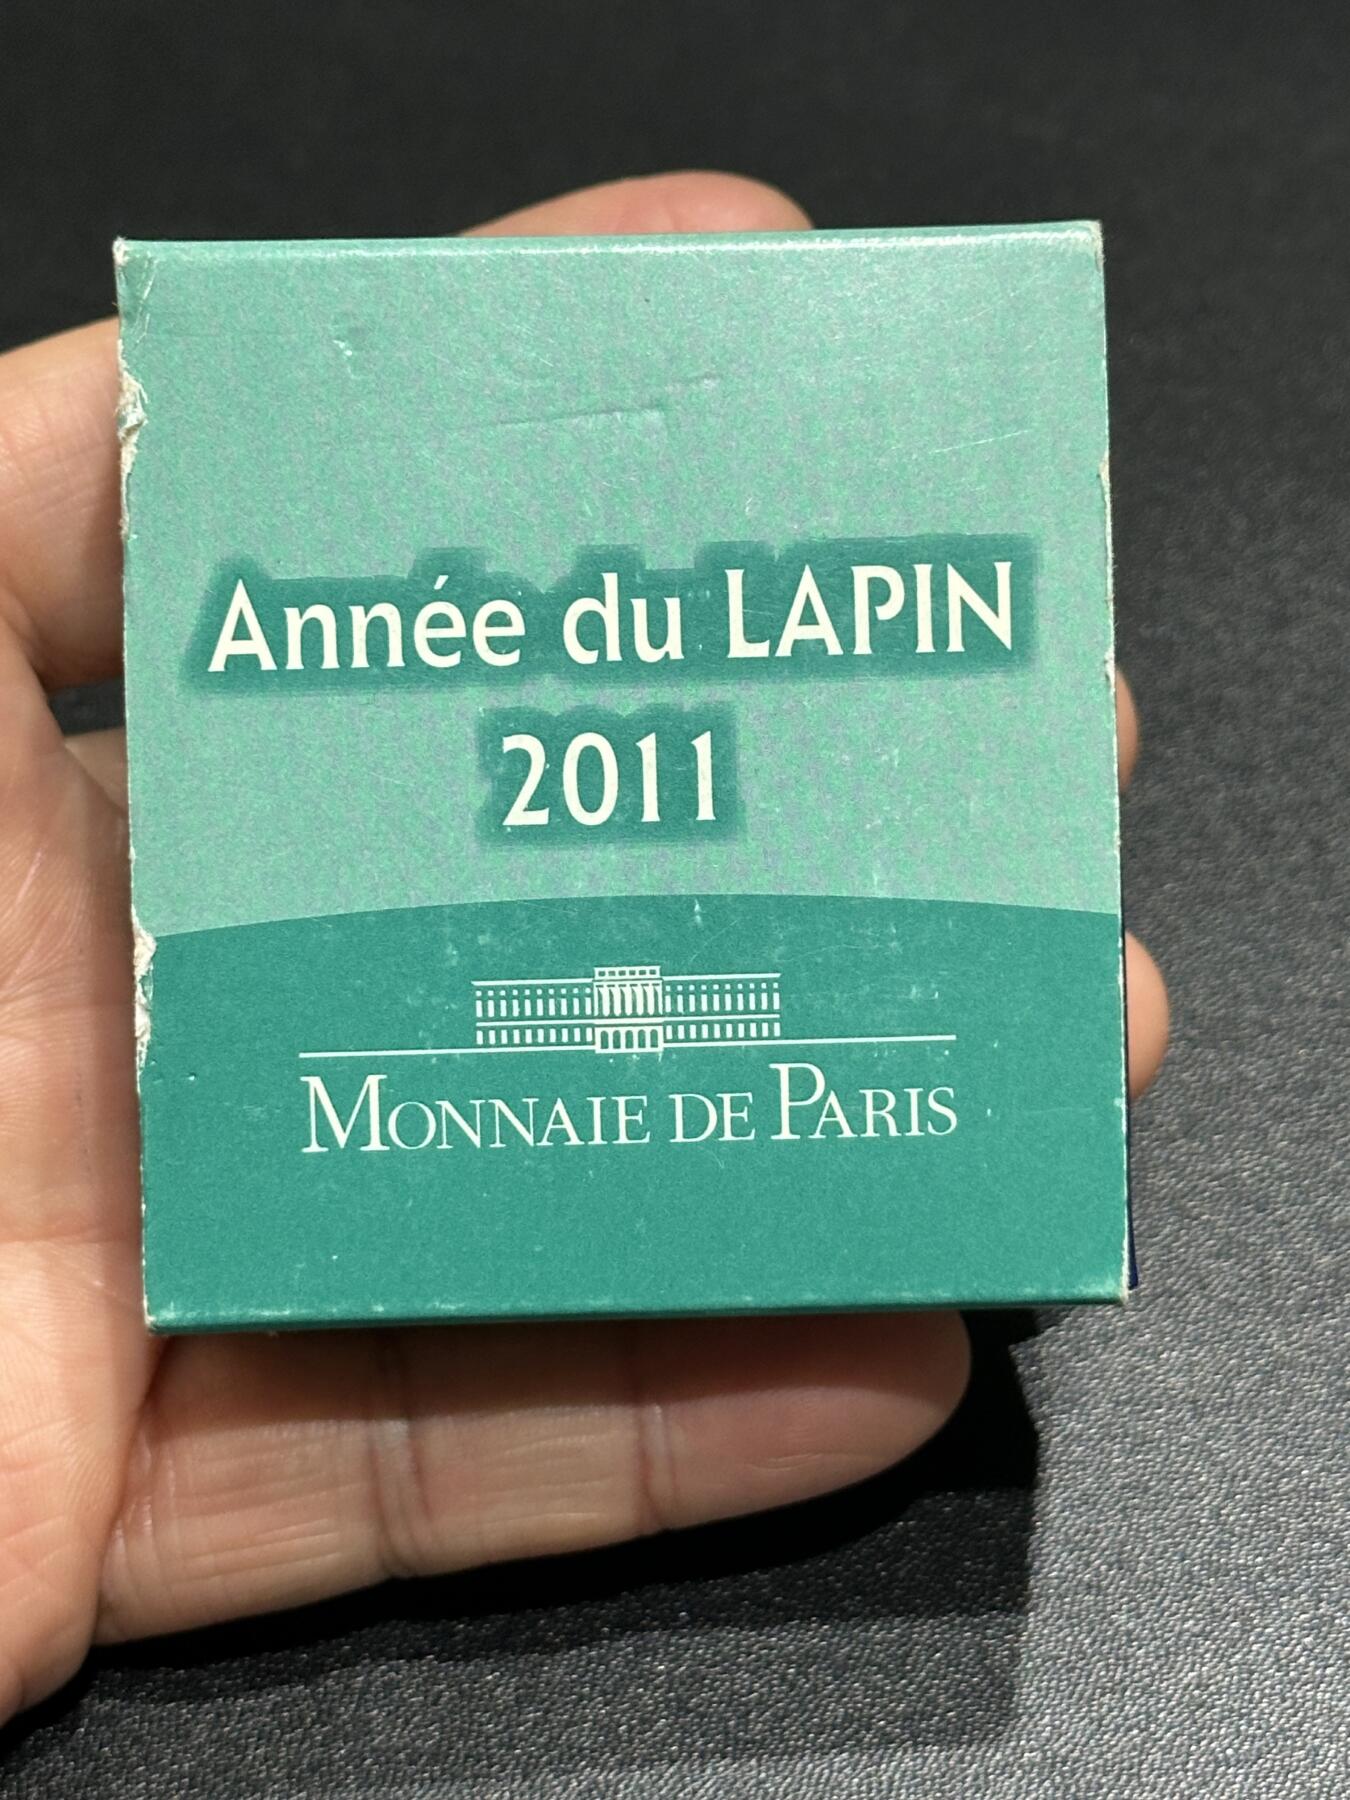 Année du LAPIN
2011
MONNAIE DE PARIS